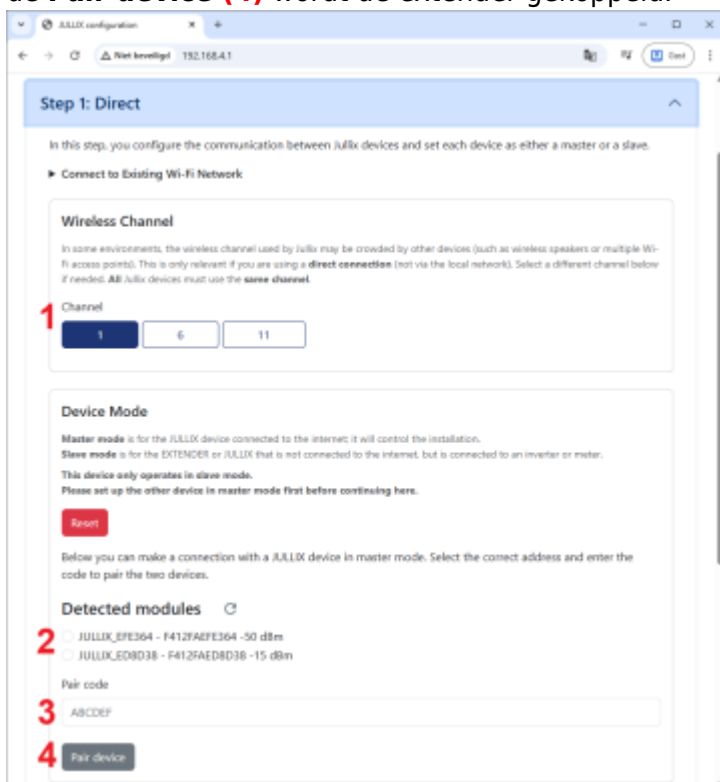 de Pair device (4) wordt de extender gekoppeld.
JULLIX configuration
Niet beveiligd 192.168.4.1
Gast
Step 1: Direct
In this step, you configure the communication between Jullix devices and set each device as either a master or a slave.
Connect to Existing Wi-Fi Network
Wireless Channel
In some environments, the wireless channel used by Jullix may be crowded by other devices (such as wireless speakers or multiple Wi-
Fi access points). This is only relevant if you are using a direct connection (not via the local network). Select a different channel below
if needed. All Jullix devices must use the same channel.
Channel
1
1 6 11
Device Mode
Master mode is for the JULLIX device connected to the internet; it will control the installation.
Slave mode is for the EXTENDER or JULLIX that is not connected to the internet, but is connected to an inverter or meter.
This device only operates in slave mode.
Please set up the other device in master mode first before continuing here.
Reset
Below you can make a connection with a JULLIX device in master mode. Select the correct address and enter the
code to pair the two devices.
Detected modules
2
JULLIX_EFE364 - F412FAEFE364 -50 dBm
JULLIX_ED8D38 - F412FAED8D38 -15 dBm
Pair code
3 ABCDEF
4 Pair device